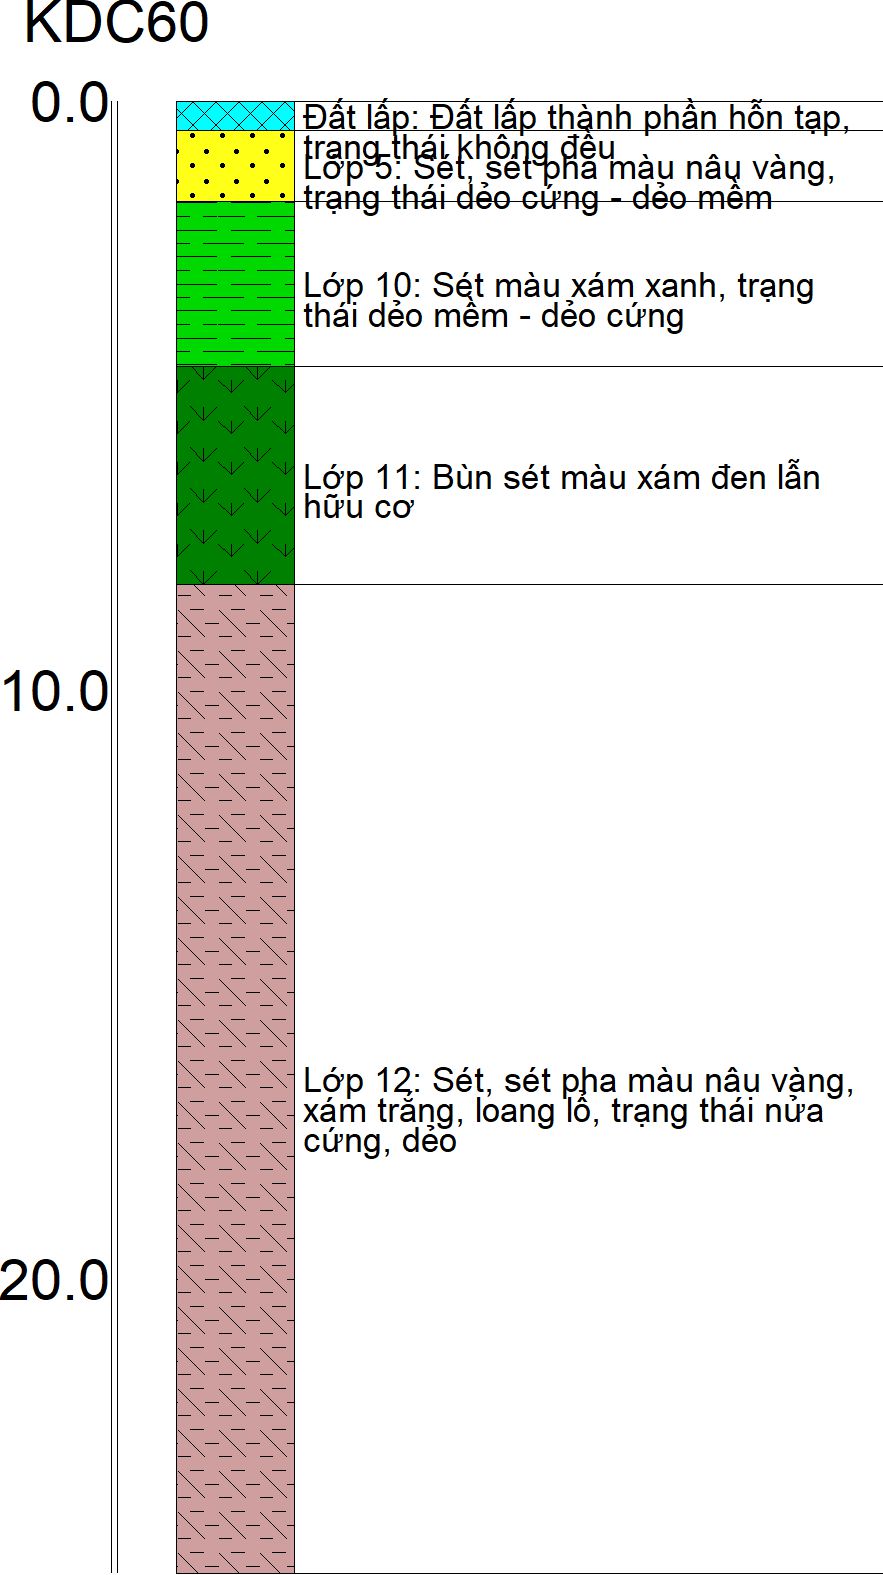 KDC60
0.0
Đất lấp: Đất lấp thành phần hỗn tạp,
trạng thái không đều
Lớp 5: Sét, sét pha màu nâu vàng,
trạng thái dẻo cứng - dẻo mềm
Lớp 10: Sét màu xám xanh, trạng
thái dẻo mềm - dẻo cứng
Lớp 11: Bùn sét màu xám đen lẫn
hữu cơ
10.0
Lớp 12: Sét, sét pha màu nâu vàng,
xám trắng, loang lổ, trạng thái nửa
cứng, dẻo
20.0